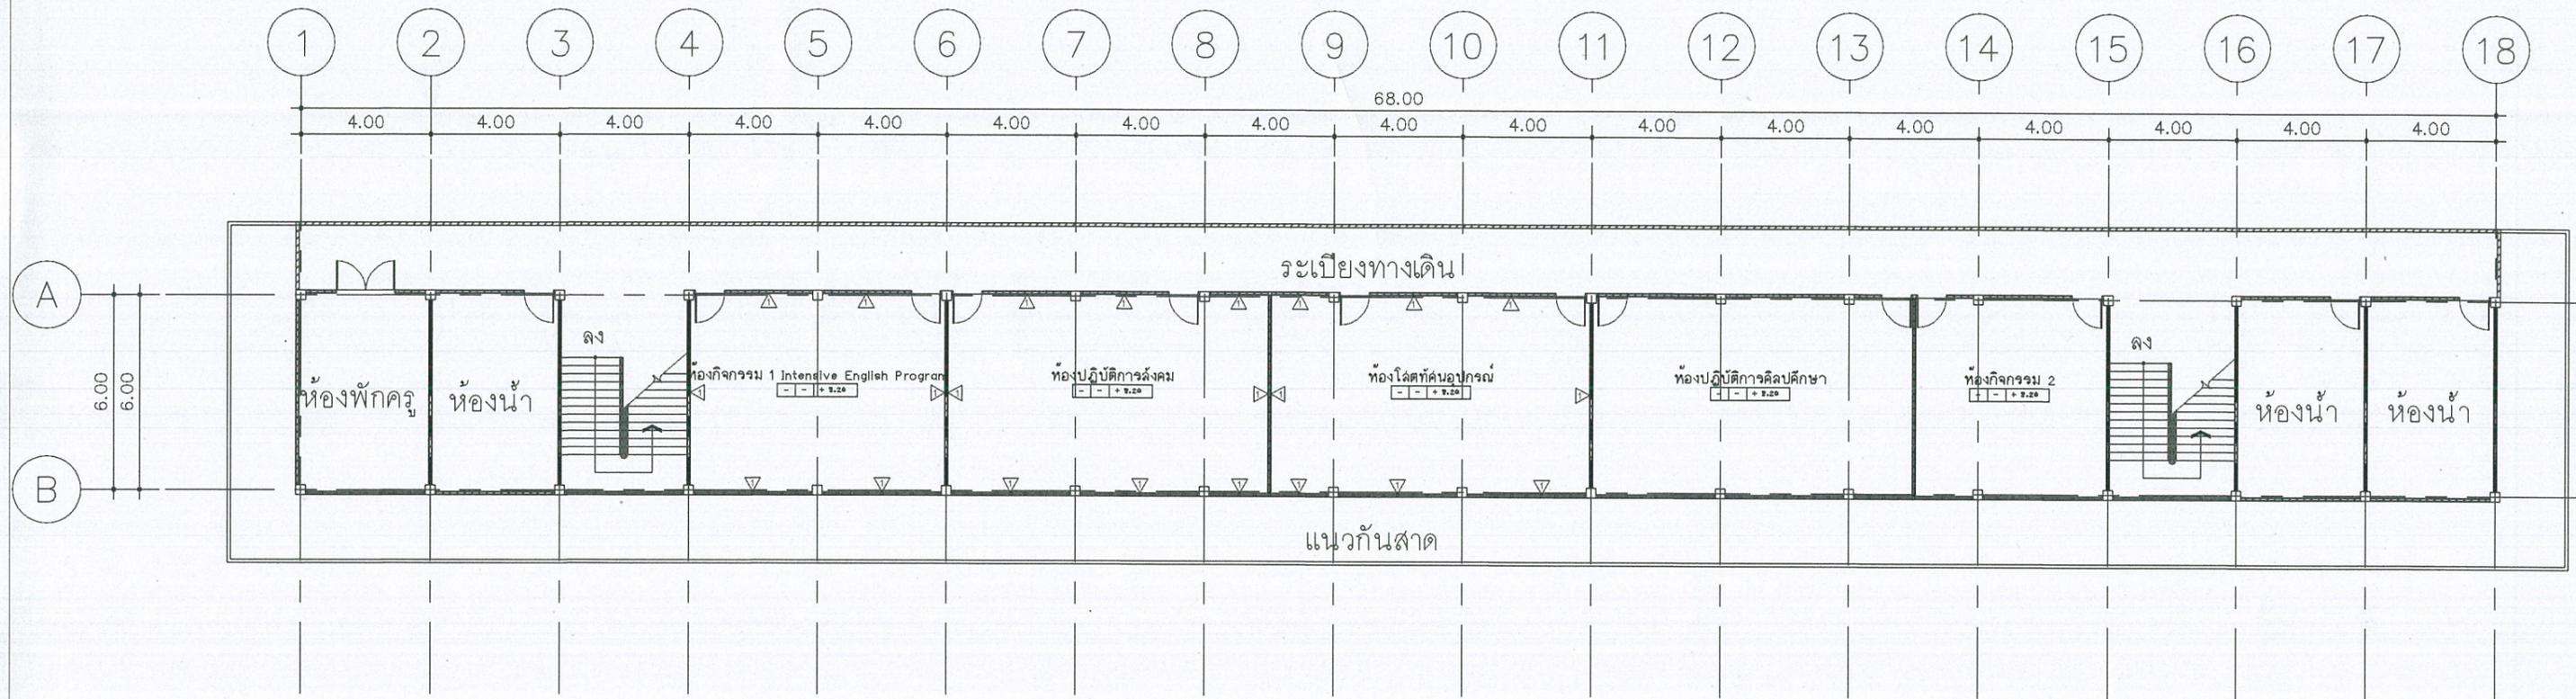 1 2 3 4 5 6 7 8 9 10 11 12 13 14 15 16 17 18
68.00
4.00 4.00 4.00 4.00 4.00 4.00 4.00 4.00 4.00 4.00 4.00 4.00 4.00 4.00 4.00 4.00 4.00
ระเบียงทางเดิน
A
ลง
ลง
6.00 6.00
ห้องพักครู
ห้องน้ำ
ห้องกิจกรรม 1 Intensive English Program
ห้องปฏิบัติการสังคม
ห้องโสตทัศนอุปกรณ์
ห้องปฏิบัติการศิลปศึกษา
ห้องกิจกรรม 2
ห้องน้ำ
ห้องน้ำ
B
แนวกันสาด